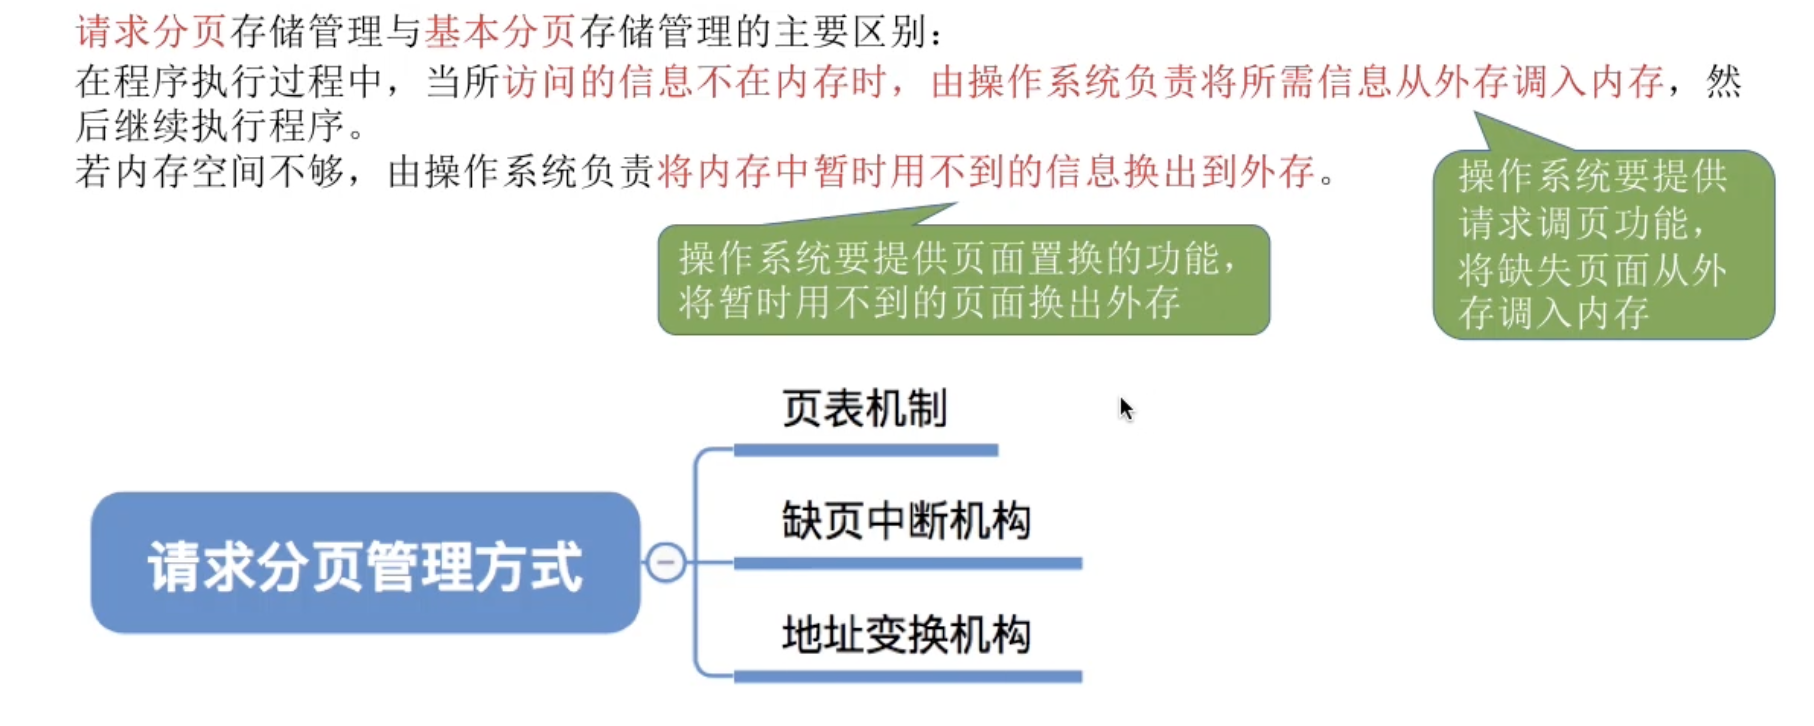 请求分页存储管理与基本分页存储管理的主要区别：
在程序执行过程中，当所访问的信息不在内存时，由操作系统负责将所需信息从外存调入内存，然
后继续执行程序。
若内存空间不够，由操作系统负责将内存中暂时用不到的信息换出到外存。
操作系统要提供
请求调页功能，
将缺失页面从外
存调入内存
操作系统要提供页面置换的功能，
将暂时用不到的页面换出外存
页表机制
缺页中断机构
请求分页管理方式
地址变换机构